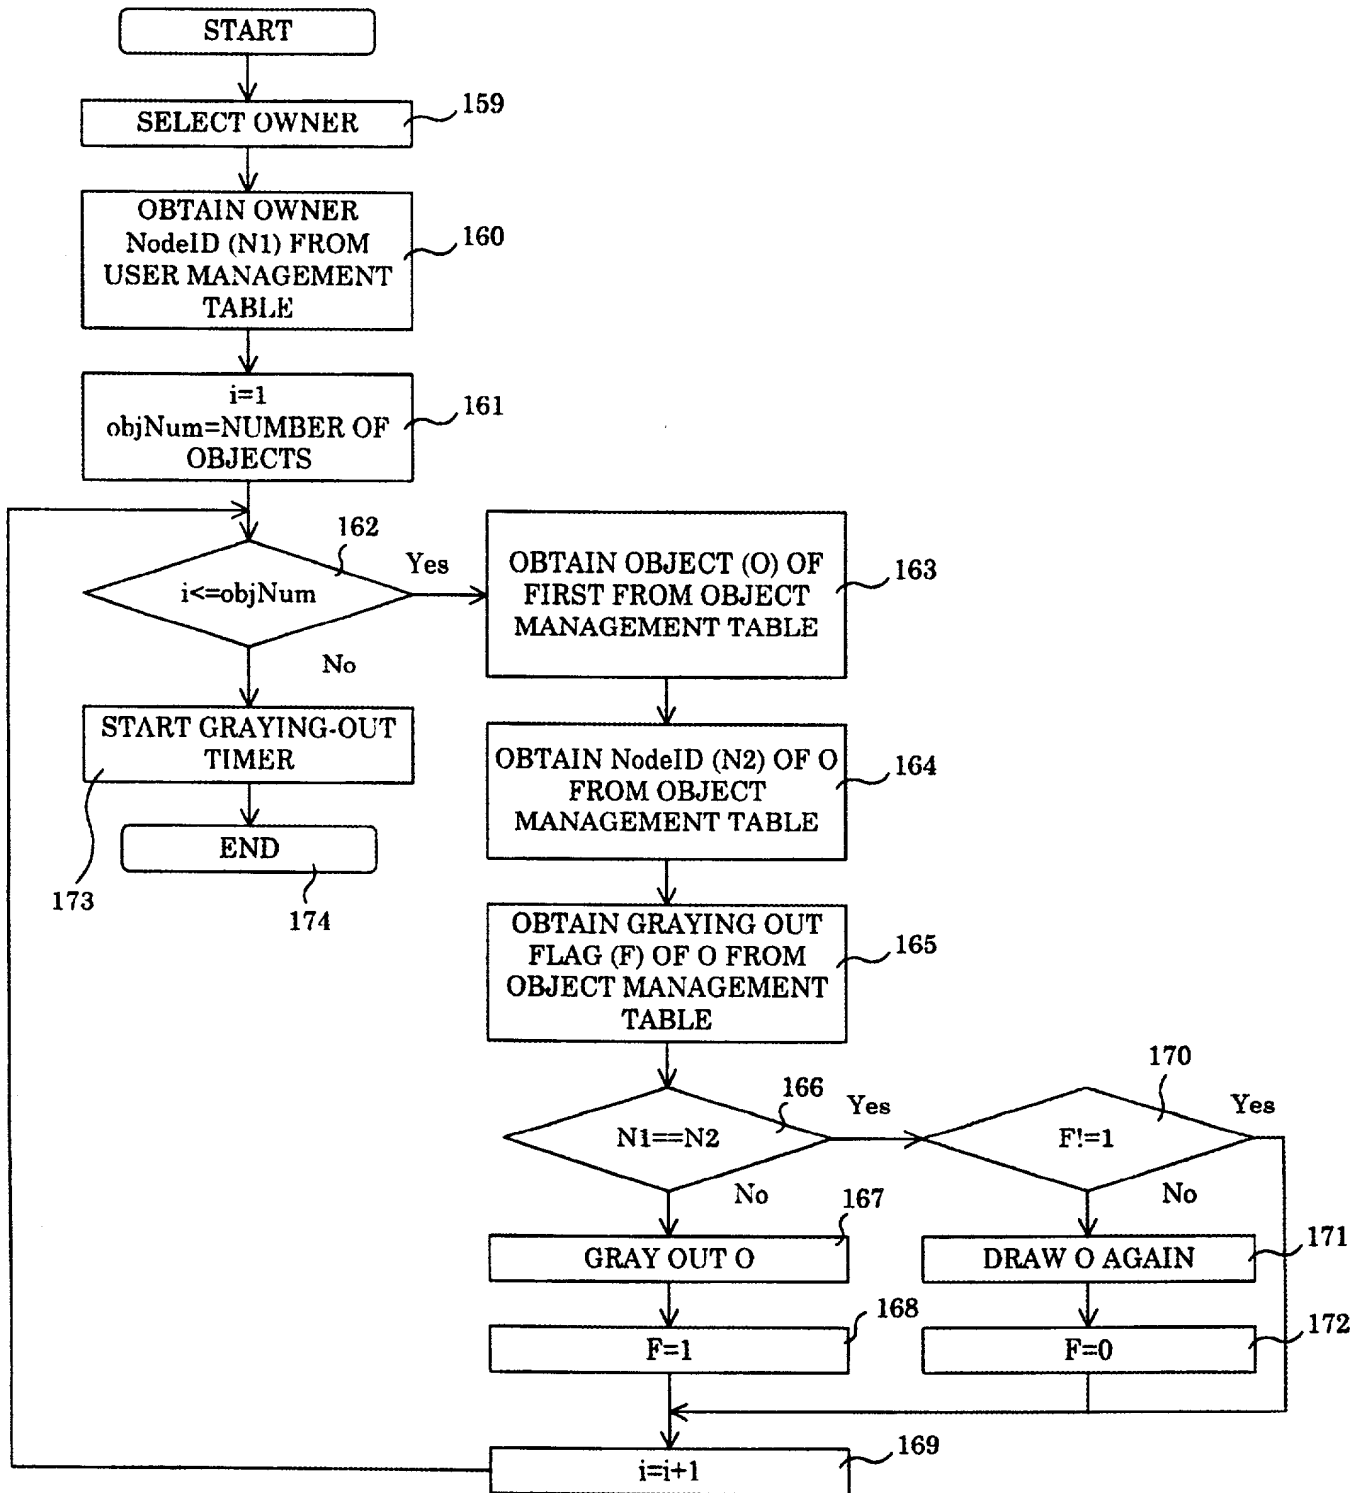 START
SELECT OWNER
159
OBTAIN OWNER
NodeID (N1) FROM
USER MANAGEMENT
TABLE
160
i=1
objNum=NUMBER OF
OBJECTS
161
162
i<=objNum
Yes
No
OBTAIN OBJECT (O) OF
FIRST FROM OBJECT
MANAGEMENT TABLE
163
START GRAYING-OUT
TIMER
173
END
174
OBTAIN NodeID (N2) OF O
FROM OBJECT
MANAGEMENT TABLE
164
OBTAIN GRAYING OUT
FLAG (F) OF O FROM
OBJECT MANAGEMENT
TABLE
165
166
N1==N2
Yes
No
170
F!=1
Yes
No
167
GRAY OUT O
DRAW O AGAIN
171
168
F=1
F=0
172
i=i+1
169